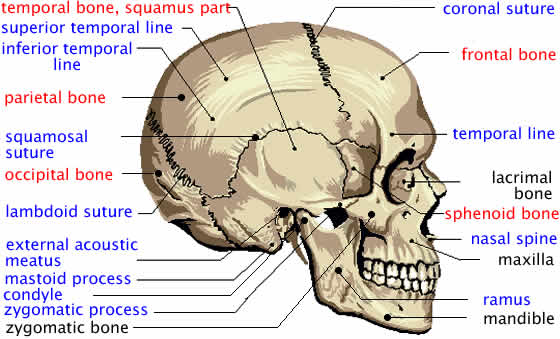 temporal bone, squamus part
superior temporal line
inferior temporal
line
parietal bone
squamosal
suture
occipital bone
lambdoid suture
external acoustic
meatus
mastoid process
condyle
zygomatic process
zygomatic bone
coronal suture
frontal bone
temporal line
lacrimal
bone
sphenoid bone
nasal spine
maxilla
ramus
mandible